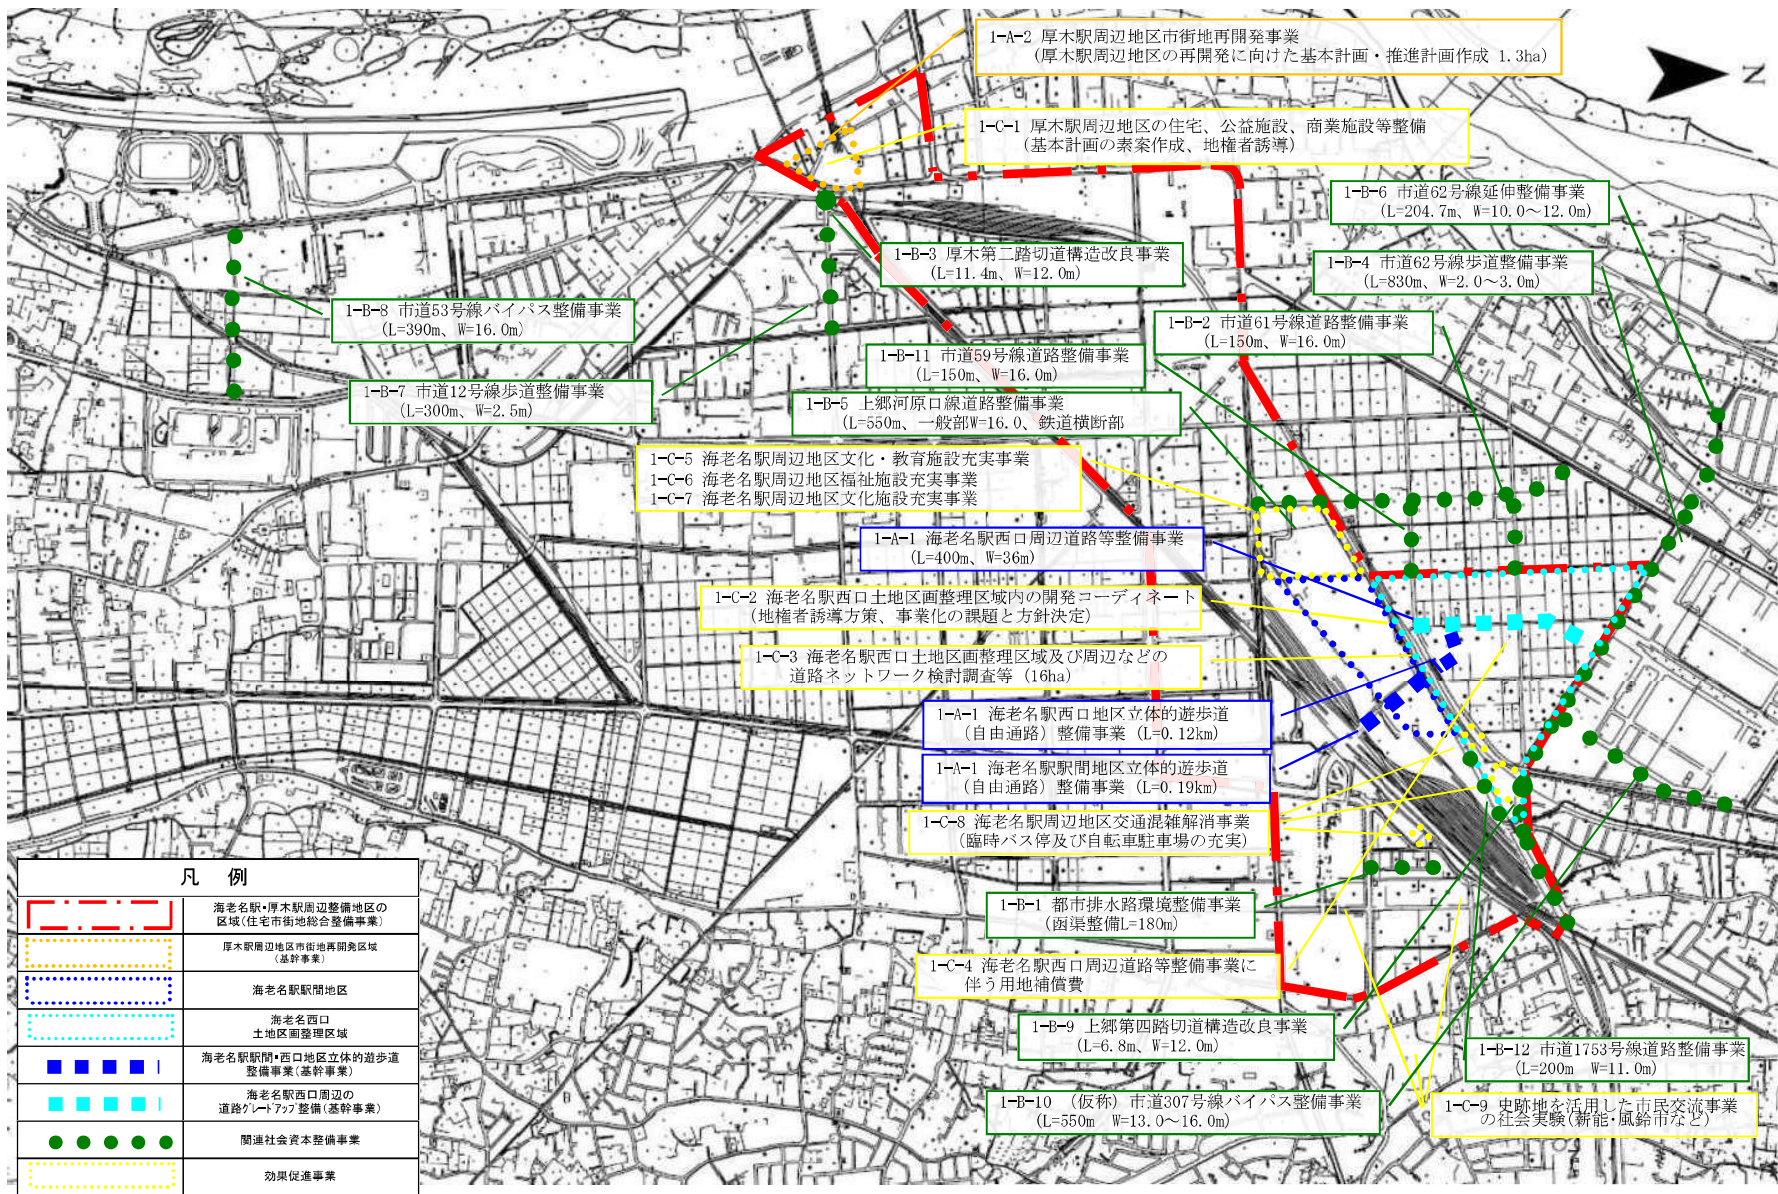 1-A-2 厚木駅周辺地区市街地再開発事業
(厚木駅周辺地区の再開発に向けた基本計画・推進計画作成 1.3ha)
N
1-C-1 厚木駅周辺地区の住宅、公益施設、商業施設等整備
(基本計画の素案作成、地権者誘導)
1-B-6 市道62号線延伸整備事業
(L=204.7m、W=10.0～12.0m)
1-B-3 厚木第二踏切道構造改良事業
(L=11.4m、W=12.0m)
1-B-4 市道62号線歩道整備事業
(L=830m、W=2.0～3.0m)
1-B-8 市道53号線バイパス整備事業
(L=390m、W=16.0m)
1-B-2 市道61号線道路整備事業
(L=150m、W=16.0m)
1-B-11 市道59号線道路整備事業
(L=150m、W=16.0m)
1-B-7 市道12号線歩道整備事業
(L=300m、W=2.5m)
1-B-5 上郷河原口線道路整備事業
(L=550m、一般部W=16.0、鉄道横断部
1-C-5 海老名駅周辺地区文化・教育施設充実事業
1-C-6 海老名駅周辺地区福祉施設充実事業
1-C-7 海老名駅周辺地区文化施設充実事業
1-A-1 海老名駅西口周辺道路等整備事業
(L=400m、W=36m)
1-C-2 海老名駅西口土地区画整理区域内の開発コーディネート
(地権者誘導方策、事業化の課題と方針決定)
1-C-3 海老名駅西口土地区画整理区域及び周辺などの
道路ネットワーク検討調査等 (16ha)
1-A-1 海老名駅西口地区立体的遊歩道
(自由通路) 整備事業 (L=0.12km)
1-A-1 海老名駅駅間地区立体的遊歩道
(自由通路) 整備事業 (L=0.19km)
1-C-8 海老名駅周辺地区交通混雑解消事業
(臨時バス停及び自転車駐車場の充実)
1-B-1 都市排水路環境整備事業
(函渠整備L=180m)
1-C-4 海老名駅西口周辺道路等整備事業に
伴う用地補償費
1-B-9 上郷第四踏切道構造改良事業
(L=6.8m、W=12.0m)
1-B-12 市道1753号線道路整備事業
(L=200m W=11.0m)
1-B-10 (仮称) 市道307号線バイパス整備事業
(L=550m W=13.0～16.0m)
1-C-9 史跡地を活用した市民交流事業
の社会実験(薪能・風鈴市など)
凡 例
海老名駅・厚木駅周辺整備地区の
区域(住宅市街地総合整備事業)
厚木駅周辺地区市街地再開発区域
(基幹事業)
海老名駅駅間地区
海老名西口
土地区画整理区域
海老名駅駅間・西口地区立体的遊歩道
整備事業(基幹事業)
海老名駅西口周辺の
道路グレードアップ整備(基幹事業)
関連社会資本整備事業
効果促進事業